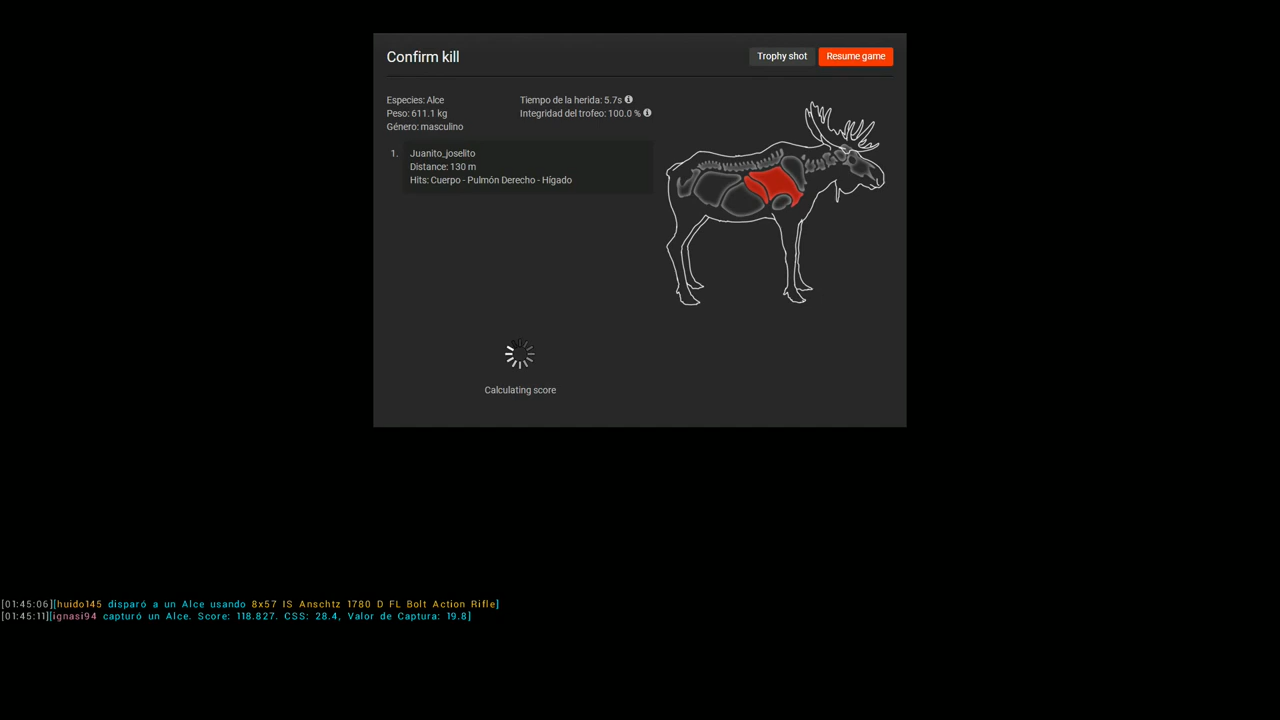 Confirm kill
Trophy shot
Resume game
Especies: Alce
Peso: 611.1 kg
Género: masculino
Tiempo de la herida: 5.7s
Integridad del trofeo: 100.0 %
1. Juanito_joselito
Distance: 130 m
Hits: Cuerpo - Pulmón Derecho - Hígado
Calculating score
[01:45:06][huido145 disparó a un Alce usando 8x57 IS Anschtz 1780 D FL Bolt Action Rifle]
[01:45:11][ignasi94 capturó un Alce. Score: 118.827. CSS: 28.4, Valor de Captura: 19.8]